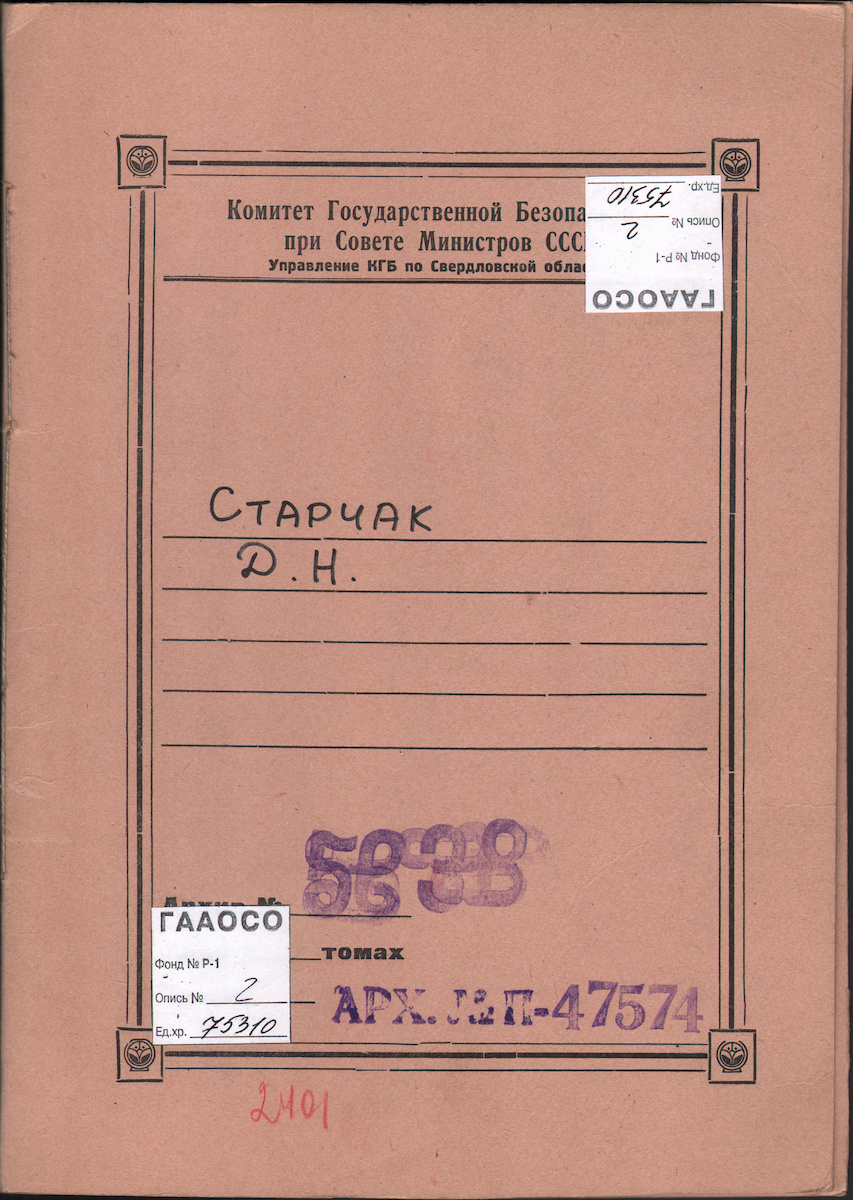 Комитет Государственной Безопа
при Совете Министров СССР
Управление КГБ по Свердловской облас
Ед.хр. 75310
Опись № 2
Фонд № Р-1
ГААОСО
СТАРЧАК
Д.Н.
Архив №
ГААОСО
Фонд № Р-1
томах
Опись № 2
АРХ. № П-47574
Ед.хр. 75310
2401